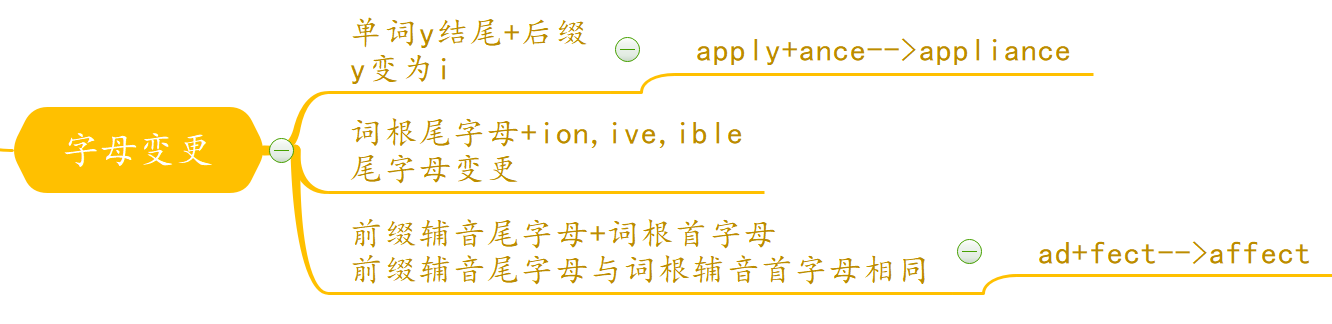 字母变更
单词y结尾+后缀
y变为i
apply+ance-->appliance
词根尾字母+ion,ive,ible
尾字母变更
前缀辅音尾字母+词根首字母
前缀辅音尾字母与词根辅音首字母相同
ad+fect-->affect